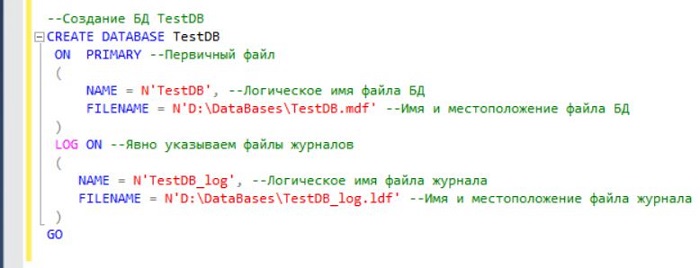 --Создание БД TestDB
CREATE DATABASE TestDB
ON  PRIMARY --Первичный файл
(
NAME = N'TestDB', --Логическое имя файла БД
FILENAME = N'D:\DataBases\TestDB.mdf' --Имя и местоположение файла БД
)
LOG ON --Явно указываем файлы журналов
(
NAME = N'TestDB_log', --Логическое имя файла журнала
FILENAME = N'D:\DataBases\TestDB_log.ldf' --Имя и местоположение файла журнала
)
GO